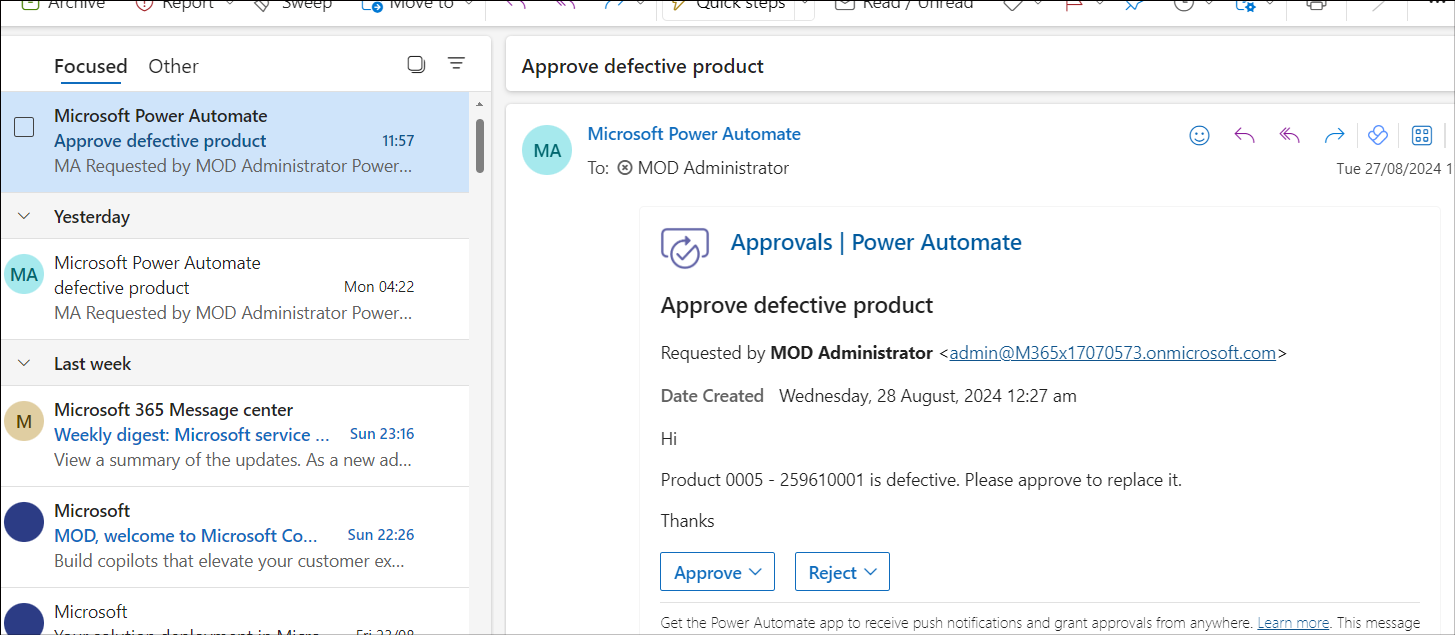 Archive Report Sweep Move to Quick steps Read / Unread
Focused Other
Microsoft Power Automate
Approve defective product 11:57
MA Requested by MOD Administrator Power...
Yesterday
MA
Microsoft Power Automate
defective product Mon 04:22
MA Requested by MOD Administrator Power...
Last week
M
Microsoft 365 Message center
Weekly digest: Microsoft service ... Sun 23:16
View a summary of the updates. As a new ad...
Microsoft
MOD, welcome to Microsoft Co... Sun 22:26
Build copilots that elevate your customer ex...
Microsoft
Your solution deployment in Micro... Fri 23/08
Approve defective product
MA
Microsoft Power Automate
To: MOD Administrator
Tue 27/08/2024 1
Approvals | Power Automate
Approve defective product
Requested by MOD Administrator <admin@M365x17070573.onmicrosoft.com>
Date Created Wednesday, 28 August, 2024 12:27 am
Hi
Product 0005 - 259610001 is defective. Please approve to replace it.
Thanks
Approve Reject
Get the Power Automate app to receive push notifications and grant approvals from anywhere. Learn more. This message